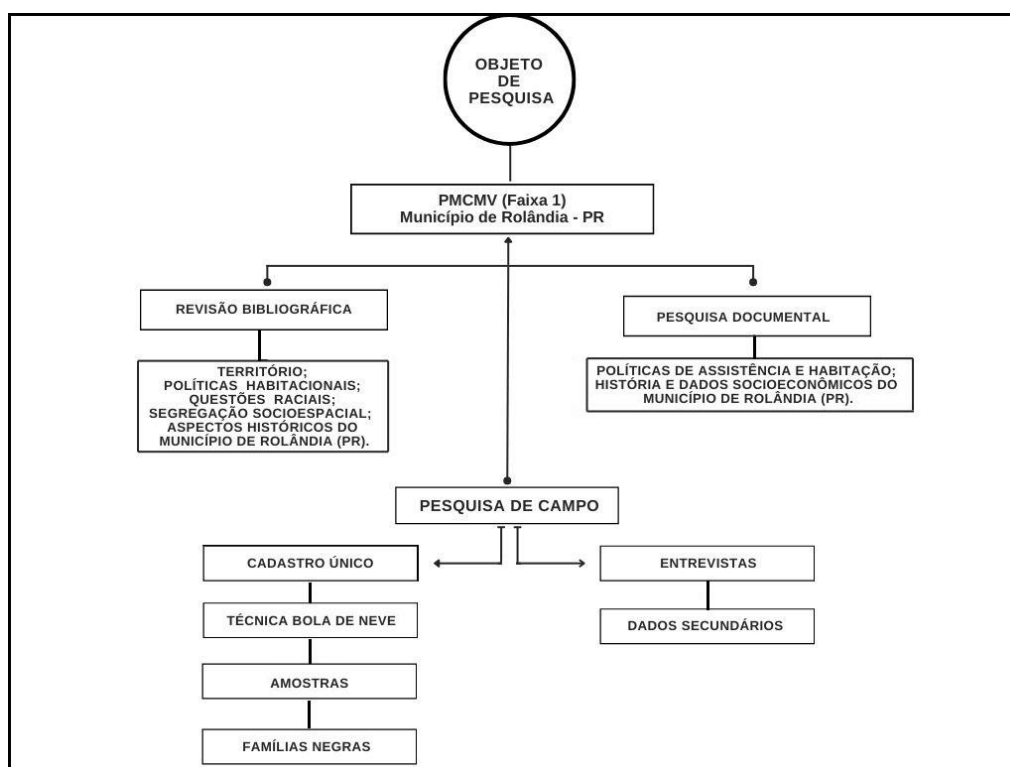 OBJETO
DE
PESQUISA
PMCMV (Faixa 1)
Município de Rolândia - PR
REVISÃO BIBLIOGRÁFICA
TERRITÓRIO;
POLÍTICAS HABITACIONAIS;
QUESTÕES RACIAIS;
SEGREGAÇÃO SOCIOESPACIAL;
ASPECTOS HISTÓRICOS DO
MUNICÍPIO DE ROLÂNDIA (PR).
PESQUISA DOCUMENTAL
POLÍTICAS DE ASSISTÊNCIA E HABITAÇÃO;
HISTÓRIA E DADOS SOCIOECONÔMICOS DO
MUNICÍPIO DE ROLÂNDIA (PR).
PESQUISA DE CAMPO
CADASTRO ÚNICO
TÉCNICA BOLA DE NEVE
AMOSTRAS
FAMÍLIAS NEGRAS
ENTREVISTAS
DADOS SECUNDÁRIOS